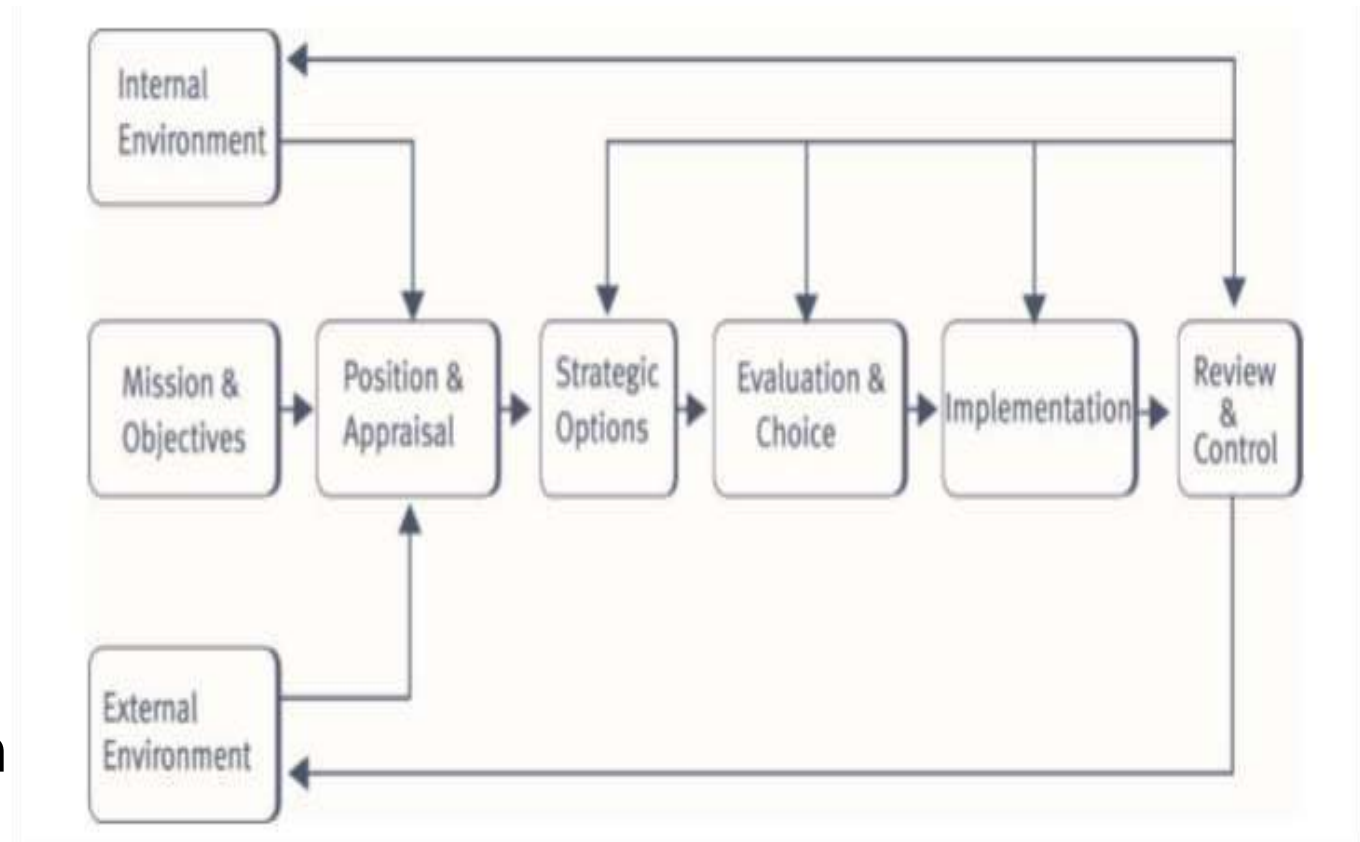 Internal
Environment
Mission &
Objectives
Position &
Appraisal
Strategic
Options
Evaluation &
Choice
Implementation
Review
&
Control
External
Environment